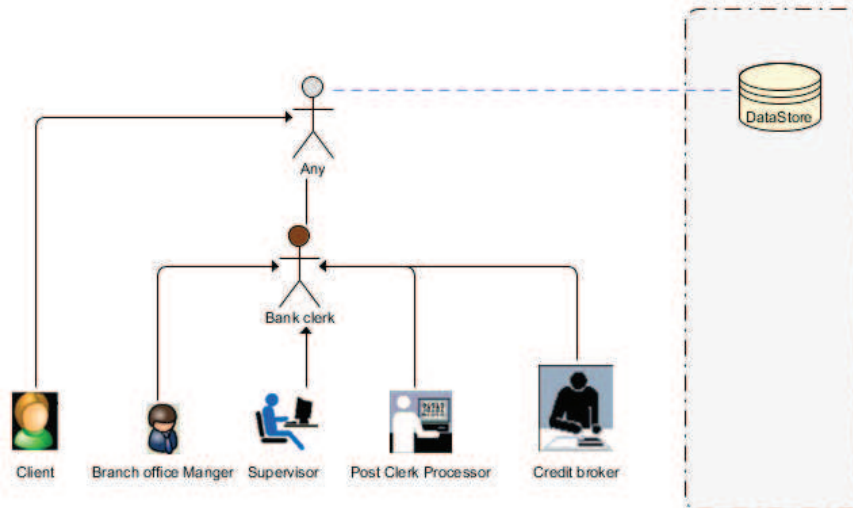 DataStore
Any
Bank clerk
Client
Branch office Manger
Supervisor
Post Clerk Processor
Credit broker